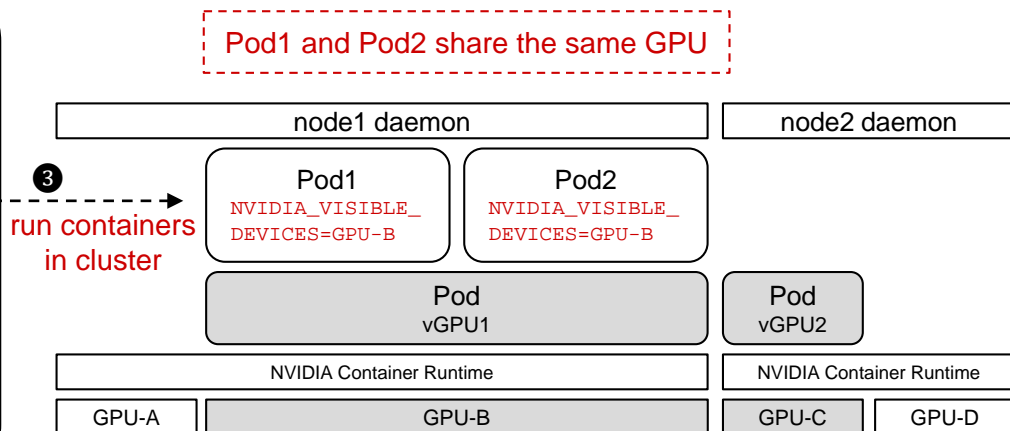 Pod1 and Pod2 share the same GPU
node1 daemon
node2 daemon
❸
run containers
in cluster
Pod1
NVIDIA_VISIBLE_
DEVICES=GPU-B
Pod2
NVIDIA_VISIBLE_
DEVICES=GPU-B
Pod
vGPU1
Pod
vGPU2
NVIDIA Container Runtime
NVIDIA Container Runtime
GPU-A
GPU-B
GPU-C
GPU-D